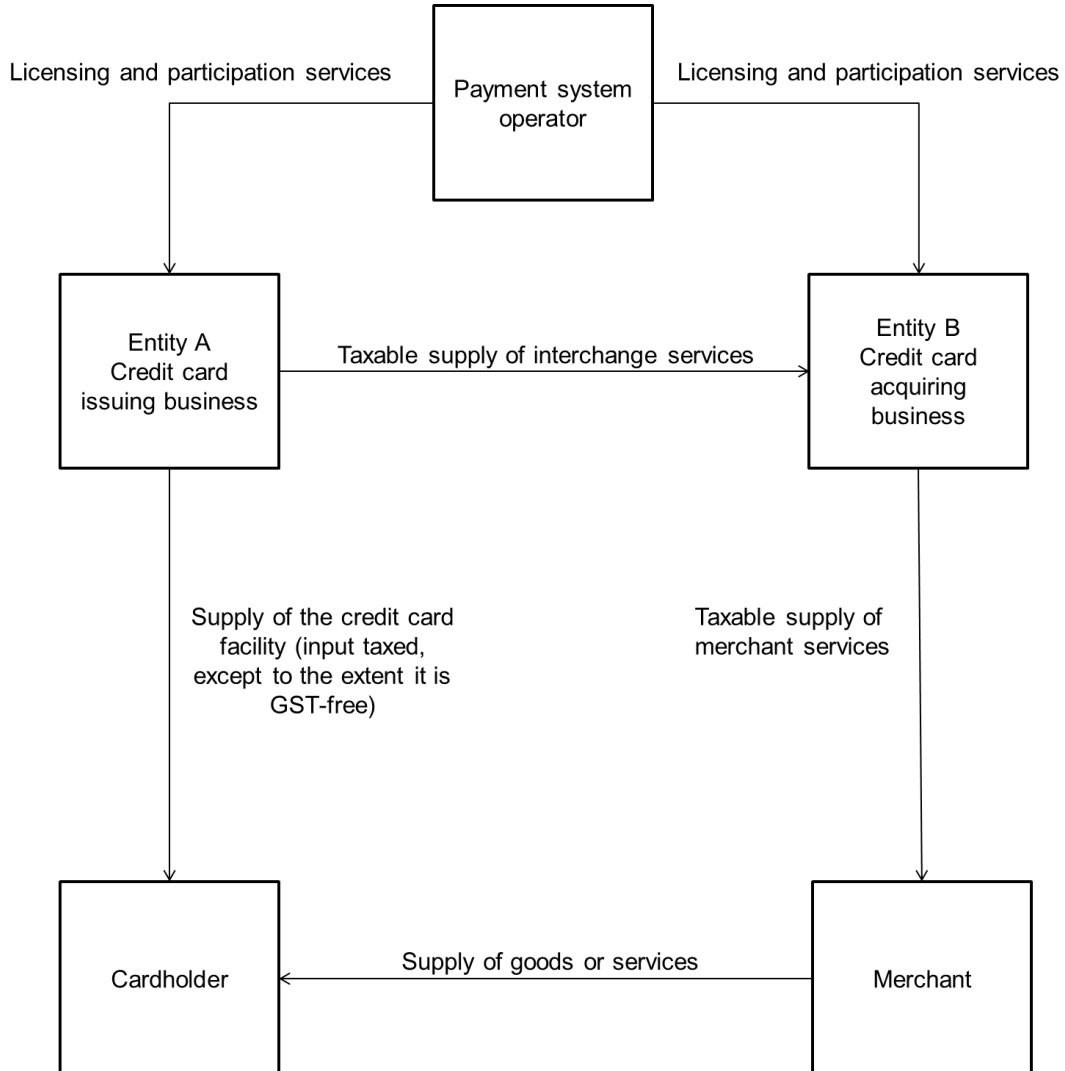 Licensing and participation services
Payment system
operator
Licensing and participation services
Entity A
Credit card
issuing business
Taxable supply of interchange services
Entity B
Credit card
acquiring
business
Supply of the credit card
facility (input taxed,
except to the extent it is
GST-free)
Taxable supply of
merchant services
Cardholder
Supply of goods or services
Merchant